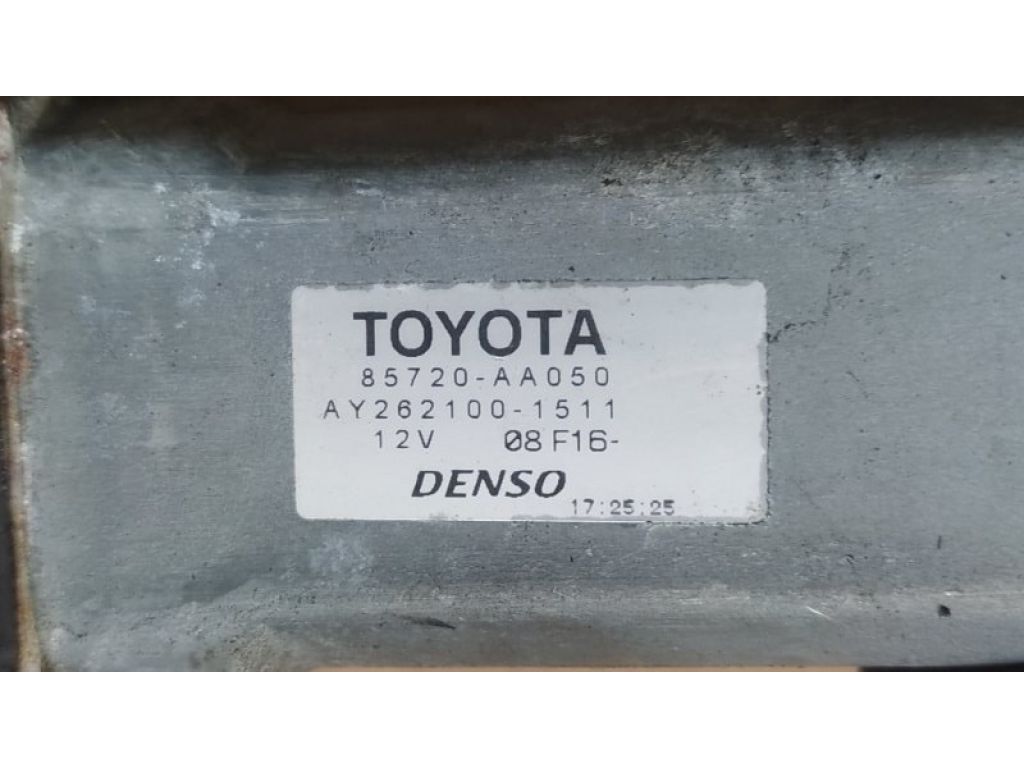 TOYOTA
85720-AA050
AY262100-1511
12V 08F16-
DENSO
17:25:25